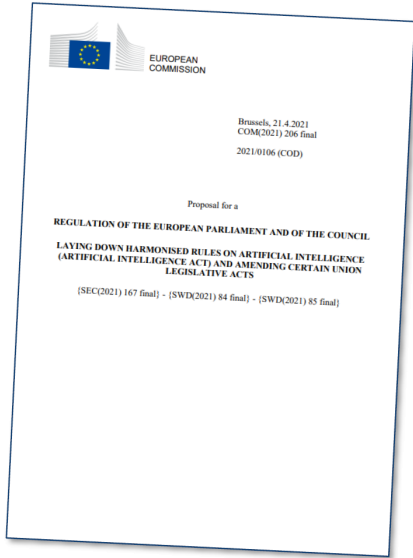 EUROPEAN
COMMISSION
Brussels, 21.4.2021
COM(2021) 206 final
2021/0106 (COD)
Proposal for a
REGULATION OF THE EUROPEAN PARLIAMENT AND OF THE COUNCIL
LAYING DOWN HARMONISED RULES ON ARTIFICIAL INTELLIGENCE
(ARTIFICIAL INTELLIGENCE ACT) AND AMENDING CERTAIN UNION
LEGISLATIVE ACTS
{SEC(2021) 167 final} - {SWD(2021) 84 final} - {SWD(2021) 85 final}